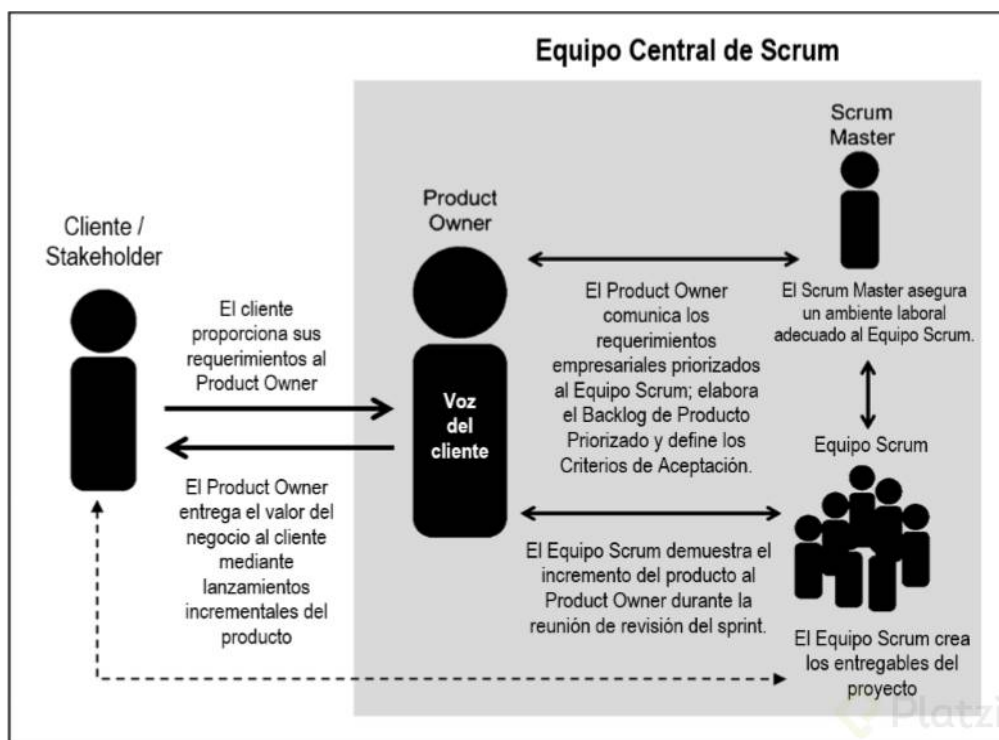 Equipo Central de Scrum
Scrum
Master
Product
Owner
Cliente /
Stakeholder
El cliente
proporciona sus
requerimientos al
Product Owner
El Product Owner
comunica los
requerimientos
empresariales priorizados
al Equipo Scrum; elabora
el Backlog de Producto
Priorizado y define los
Criterios de Aceptación.
El Scrum Master asegura
un ambiente laboral
adecuado al Equipo Scrum.
Voz
del
cliente
Equipo Scrum
El Product Owner
entrega el valor del
negocio al cliente
mediante
lanzamientos
incrementales del
producto
El Equipo Scrum demuestra el
incremento del producto al
Product Owner durante la
reunión de revisión del sprint.
El Equipo Scrum crea
los entregables del
proyecto
Platzi